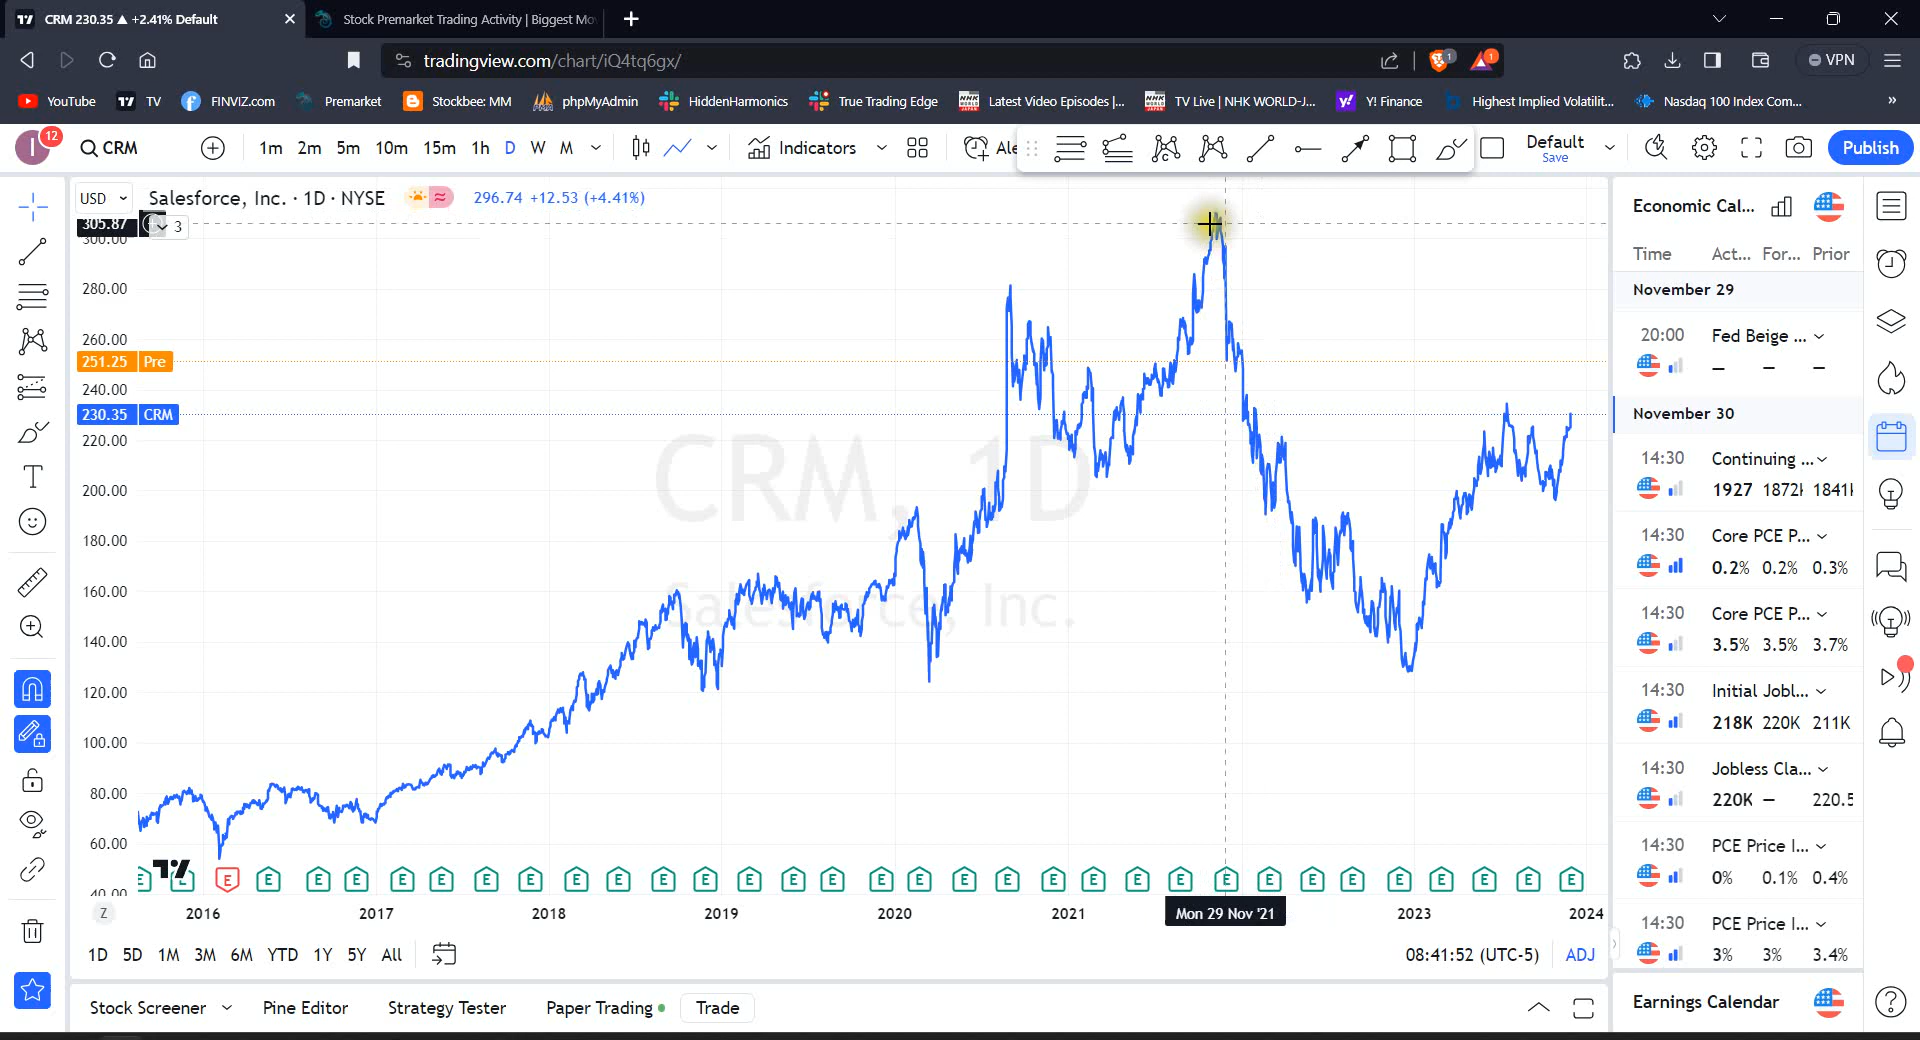 CRM 230.35 ▲ +2.41% Default
Stock Premarket Trading Activity | Biggest Mo
tradingview.com/chart/iQ4tq6gx/
1
1
VPN
YouTube
TV
FINVIZ.com
Premarket
Stockbee: MM
phpMyAdmin
HiddenHarmonics
True Trading Edge
Latest Video Episodes |...
TV Live | NHK WORLD-J...
Y! Finance
Highest Implied Volatilit...
Nasdaq 100 Index Com...
»
I
12
CRM
1m 2m 5m 10m 15m 1h D W M
Indicators
Ale
Default
Save
Publish
USD
Salesforce, Inc. · 1D · NYSE
296.74 +12.53 (+4.41%)
305.87
3
300.00
280.00
260.00
251.25 Pre
240.00
230.35 CRM
220.00
200.00
180.00
160.00
140.00
120.00
100.00
80.00
60.00
40.00
CRM, 1D
Salesforce, Inc.
E E E E E E E E E E E E E E E E E E E E E E E E E E E E E E E E E E
Z
2016 2017 2018 2019 2020 2021 Mon 29 Nov '21 2023 2024
1D 5D 1M 3M 6M YTD 1Y 5Y All
08:41:52 (UTC-5)
ADJ
Stock Screener
Pine Editor
Strategy Tester
Paper Trading
Trade
Economic Cal...
Time Act... For... Prior
November 29
20:00 Fed Beige ...
— — —
November 30
14:30 Continuing ...
1927 1872 1841
14:30 Core PCE P...
0.2% 0.2% 0.3%
14:30 Core PCE P...
3.5% 3.5% 3.7%
14:30 Initial Jobl...
218K 220K 211K
14:30 Jobless Cla...
220K — 220.5
14:30 PCE Price I...
0% 0.1% 0.4%
14:30 PCE Price I...
3% 3% 3.4%
Earnings Calendar